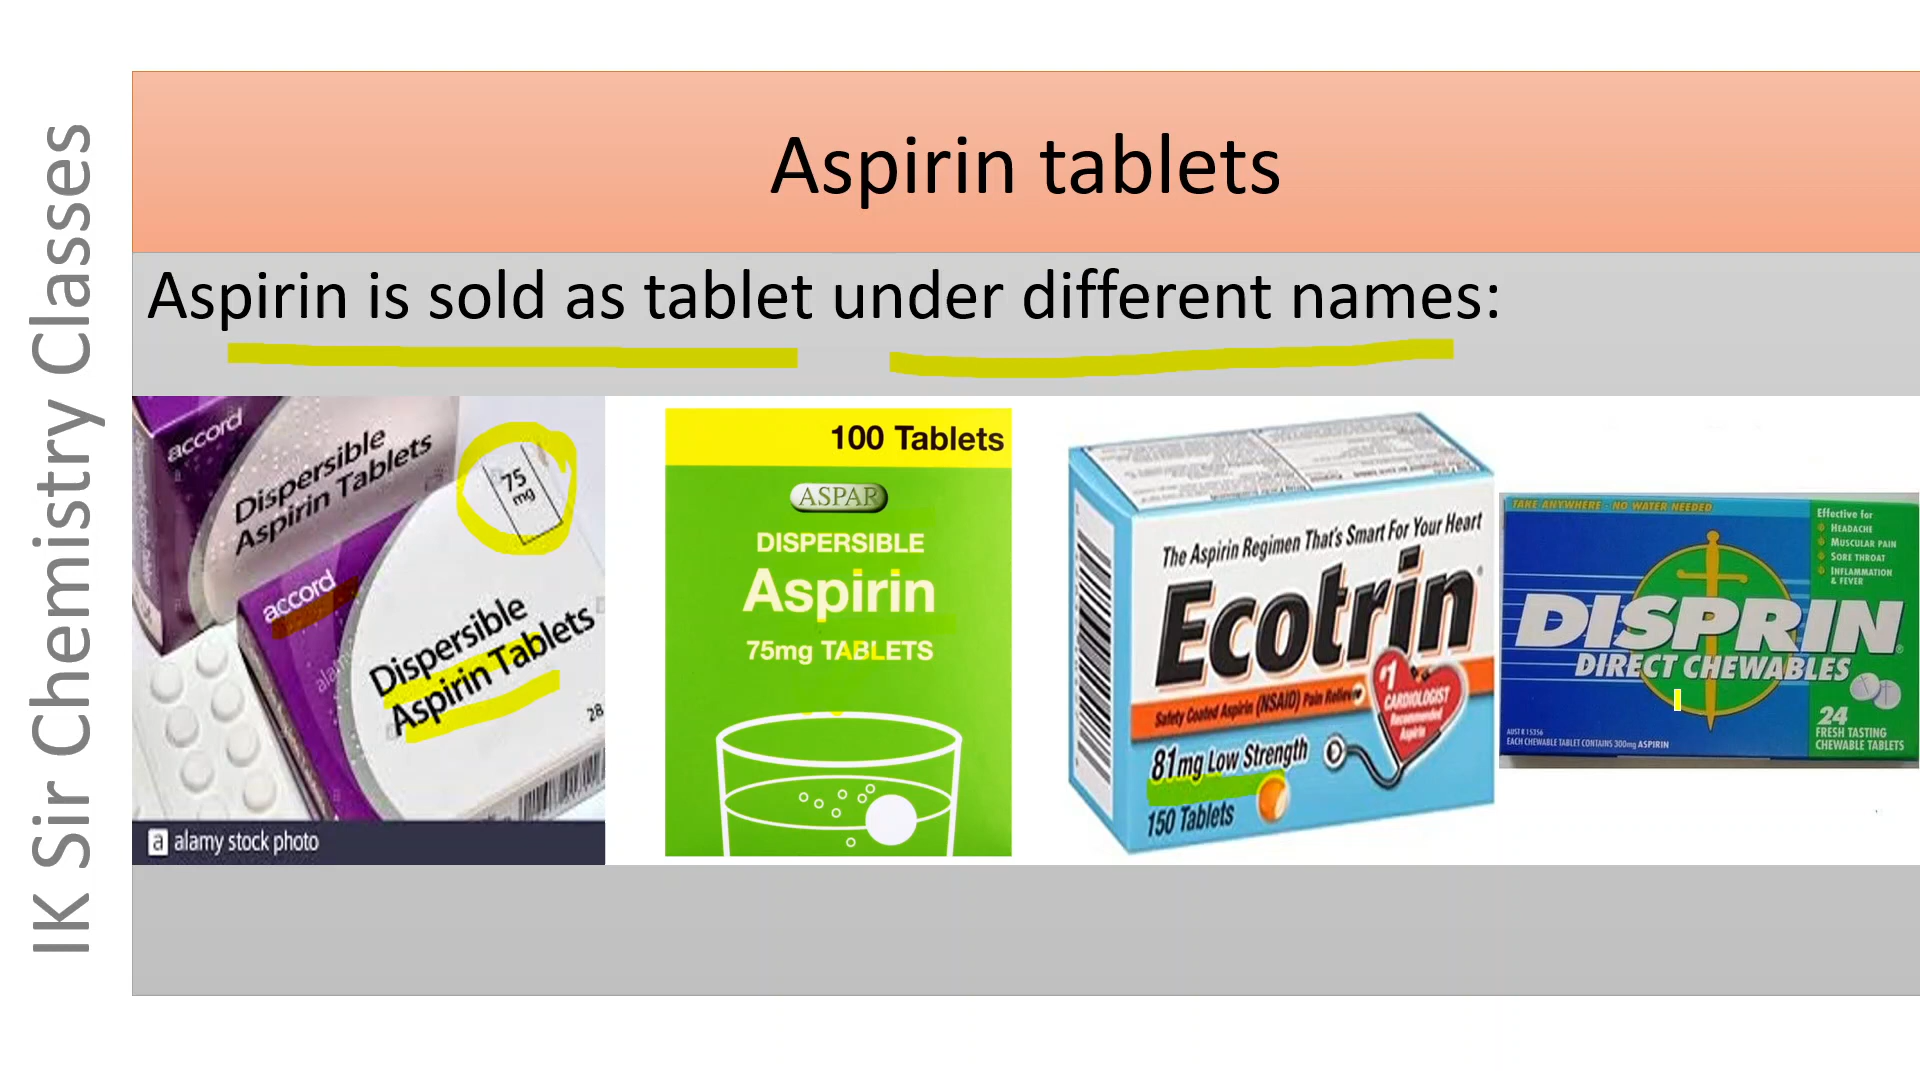 IK Sir Chemistry Classes
Aspirin tablets
Aspirin is sold as tablet under different names:
accord
Dispersible
Aspirin Tablets
75
mg
accord
Dispersible
Aspirin Tablets
28
a alamy stock photo
100 Tablets
ASPAR
DISPERSIBLE
Aspirin
75mg TABLETS
The Aspirin Regimen That's Smart For Your Heart
Ecotrin
Safety Coated Aspirin (NSAID) Pain Reliever
#1
CARDIOLOGIST
Recommended
Aspirin
81mg Low Strength
150 Tablets
TAKE ANYWHERE - NO WATER NEEDED
Effective for
HEADACHE
MUSCULAR PAIN
SORE THROAT
INFLAMMATION
& FEVER
DISPRIN
DIRECT CHEWABLES
24
FRESH TASTING
CHEWABLE TABLETS
AUST R 15356
EACH CHEWABLE TABLET CONTAINS 300mg ASPIRIN